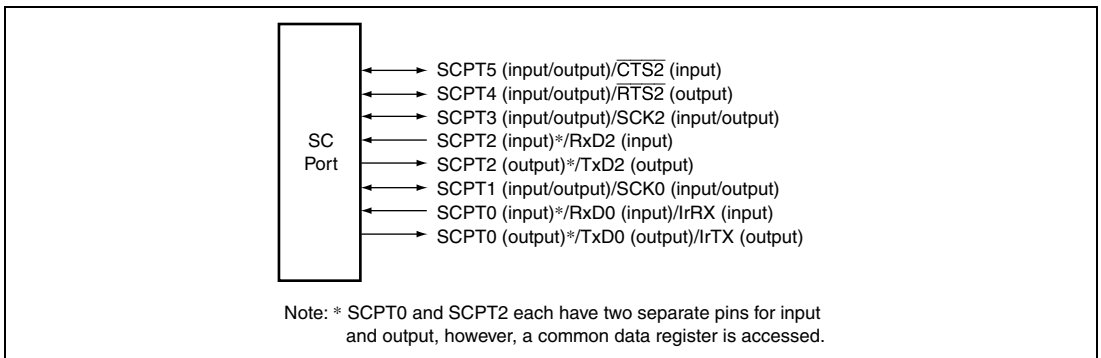 SC
Port
SCPT5 (input/output)/C̅T̅S̅2̅ (input)
SCPT4 (input/output)/R̅T̅S̅2̅ (output)
SCPT3 (input/output)/SCK2 (input/output)
SCPT2 (input)*/RxD2 (input)
SCPT2 (output)*/TxD2 (output)
SCPT1 (input/output)/SCK0 (input/output)
SCPT0 (input)*/RxD0 (input)/IrRX (input)
SCPT0 (output)*/TxD0 (output)/IrTX (output)
Note: * SCPT0 and SCPT2 each have two separate pins for input
and output, however, a common data register is accessed.